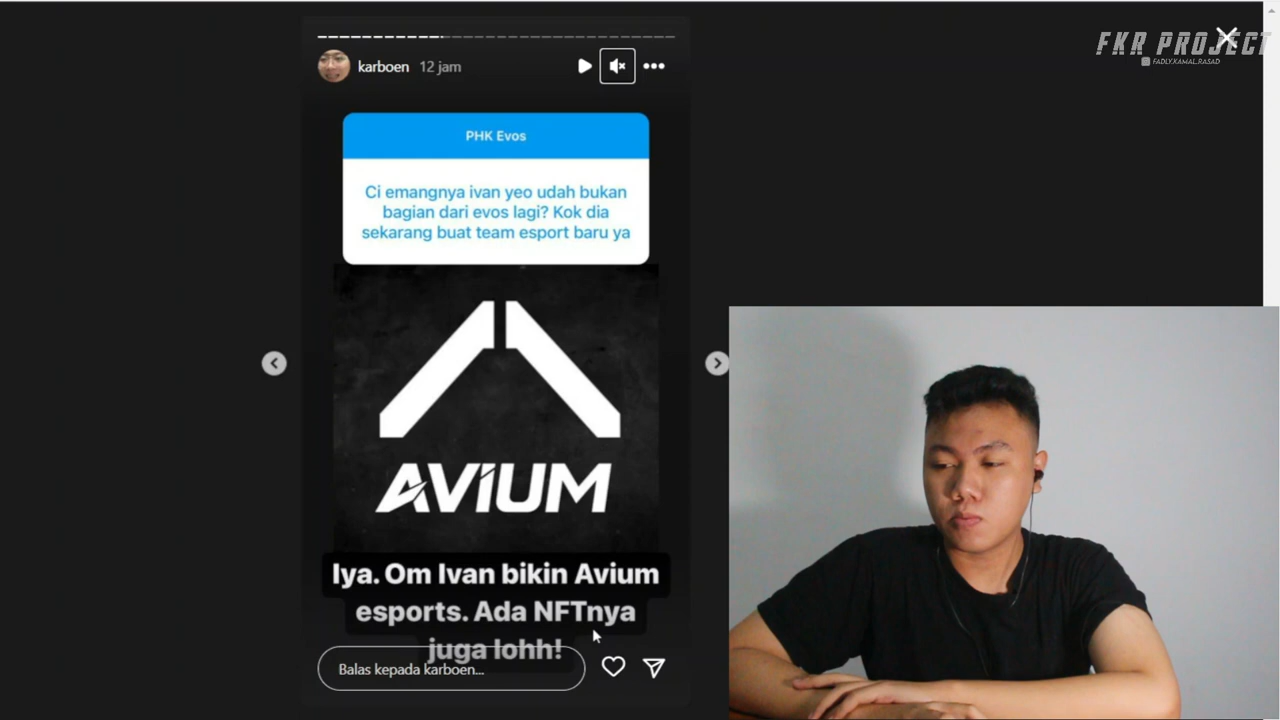 FKR PROJECT
FADLY.KAMAL.RASAD
karboen 12 jam
PHK Evos
Ci emangnya ivan yeo udah bukan
bagian dari evos lagi? Kok dia
sekarang buat team esport baru ya
AVIUM
Iya. Om Ivan bikin Avium
esports. Ada NFTnya
juga lohh!
Balas kepada karboen...